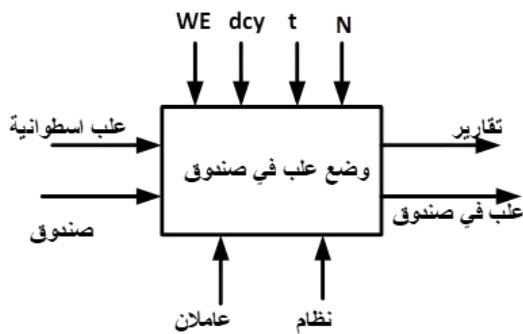 WE dcy t N
علب اسطوانية
تقارير
وضع علب في صندوق
صندوق
علب في صندوق
عاملان
نظام